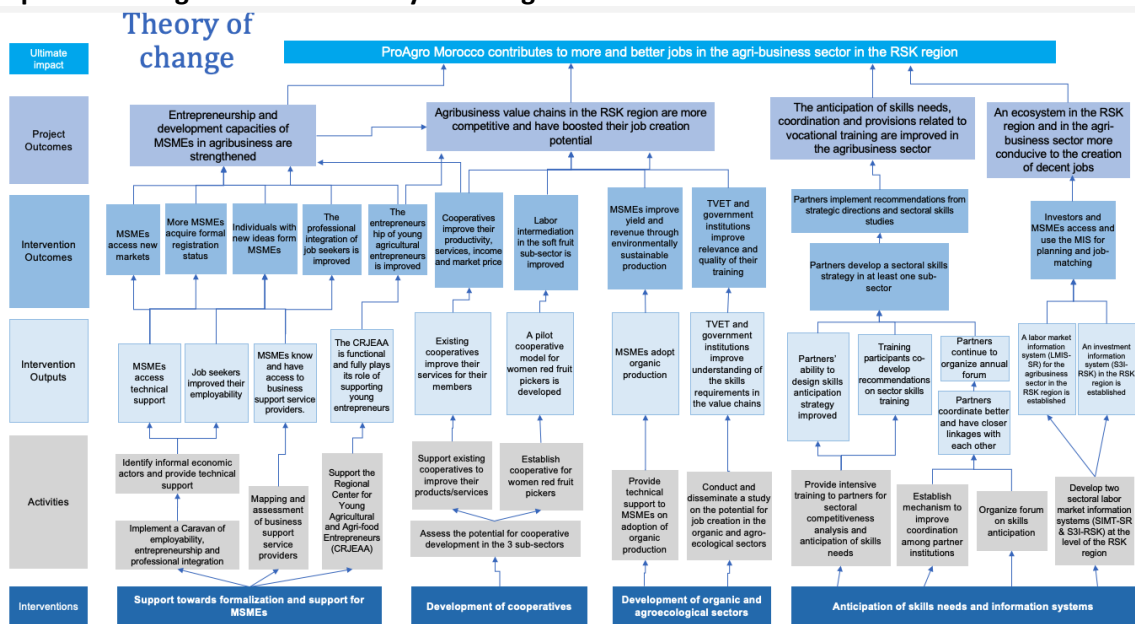 Theory of
change
Ultimate
impact
ProAgro Morocco contributes to more and better jobs in the agri-business sector in the RSK region
Project
Outcomes
Entrepreneurship and
development capacities of
MSMEs in agribusiness are
strengthened
Agribusiness value chains in the RSK region are more
competitive and have boosted their job creation
potential
The anticipation of skills needs,
coordination and provisions related to
vocational training are improved in
the agribusiness sector
An ecosystem in the RSK
region and in the agri-
business sector more
conducive to the creation
of decent jobs
Intervention
Outcomes
MSMEs
access new
markets
More MSMEs
acquire formal
registration
status
Individuals with
new ideas form
MSMEs
The
professional
integration of
job seekers is
improved
The
entrepreneurs
hip of young
agricultural
entrepreneurs
is improved
Cooperatives
improve their
productivity,
services, income
and market price
Labor
intermediation in
the soft fruit
sub-sector is
improved
MSMEs improve
yield and
revenue through
environmentally
sustainable
production
TVET and
government
institutions
improve
relevance and
quality of their
training
Partners implement recommendations from
strategic directions and sectoral skills
studies
Partners develop a sectoral skills
strategy in at least one sub-
sector
Investors and
MSMEs access and
use the MIS for
planning and job-
matching
Intervention
Outputs
MSMEs
access
technical
support
Job seekers
improved their
employability
MSMEs know
and have
access to
business
support service
providers.
The CRJEAA
is functional
and fully plays
its role of
supporting
young
entrepreneurs
Existing
cooperatives
improve their
services for their
members
A pilot
cooperative
model for
women red fruit
pickers is
developed
MSMEs adopt
organic
production
TVET and
government
institutions
improve
understanding of
the skills
requirements in
the value chains
Partners'
ability to
design skills
anticipation
strategy
improved
Training
participants co-
develop
recommendations
on sector skills
training
Partners
continue to
organize annual
forum
Partners
coordinate better
and have closer
linkages with
each other
A labor market
information
system (LMIS-
SR) for the
agribusiness
sector in the
RSK region is
established
An investment
information
system (S3I-
RSK) in the RSK
region is
established
Activities
Identify informal economic
actors and provide technical
support
Implement a Caravan of
employability,
entrepreneurship and
professional integration
Mapping and
assessment
of business
support
service
providers
Support the
Regional
Center for
Young
Agricultural
and Agri-food
Entrepreneurs
(CRJEAA)
Support existing
cooperatives to
improve their
products/services
Establish
cooperative for
women red fruit
pickers
Assess the potential for cooperative
development in the 3 sub-sectors
Provide
technical
support to
MSMEs on
adoption of
organic
production
Conduct and
disseminate a study
on the potential for
job creation in the
organic and agro-
ecological sectors
Provide intensive
training to partners for
sectoral
competitiveness
analysis and
anticipation of skills
needs
Establish
mechanism to
improve
coordination
among partner
institutions
Organize
forum on skills
anticipation
Develop two
sectoral labor
market information
systems (SIMT-SR
& S3I-RSK) at the
level of the RSK
region
Interventions
Support towards formalization and support for
MSMEs
Development of cooperatives
Development of organic and
agroecological sectors
Anticipation of skills needs and information systems